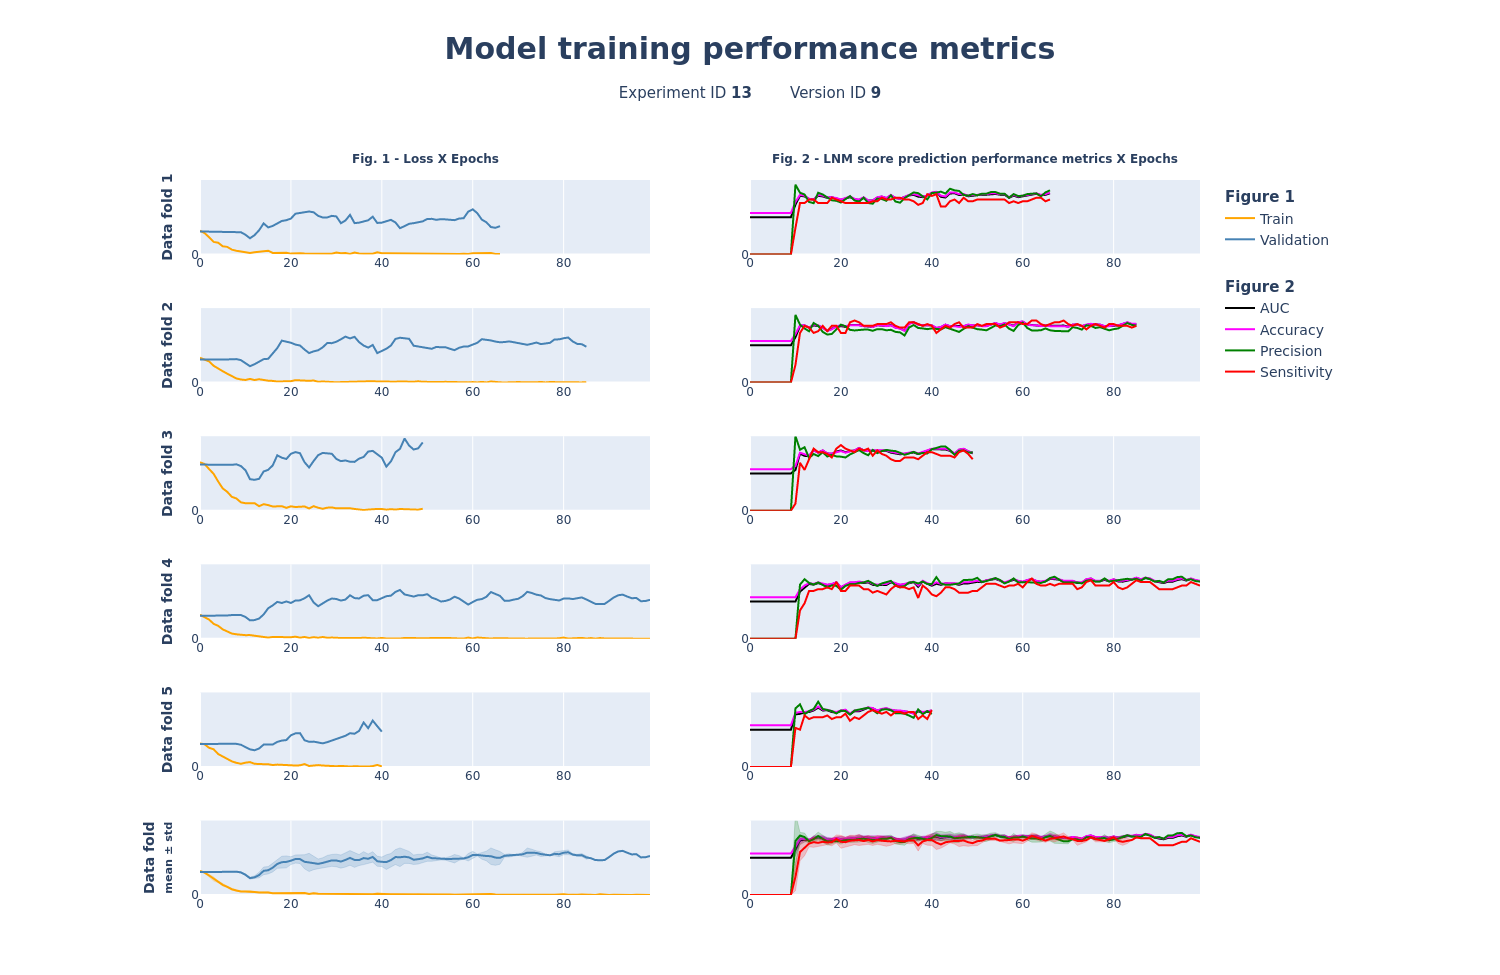 Model training performance metrics
Experiment ID 13 Version ID 9
Fig. 1 - Loss X Epochs
Fig. 2 - LNM score prediction performance metrics X Epochs
Data fold 1
0
0 20 40 60 80
0
0 20 40 60 80
Figure 1
Train
Validation
Figure 2
AUC
Accuracy
Precision
Sensitivity
Data fold 2
0
0 20 40 60 80
0
0 20 40 60 80
Data fold 3
0
0 20 40 60 80
0
0 20 40 60 80
Data fold 4
0
0 20 40 60 80
0
0 20 40 60 80
Data fold 5
0
0 20 40 60 80
0
0 20 40 60 80
Data fold
mean ± std
0
0 20 40 60 80
0
0 20 40 60 80